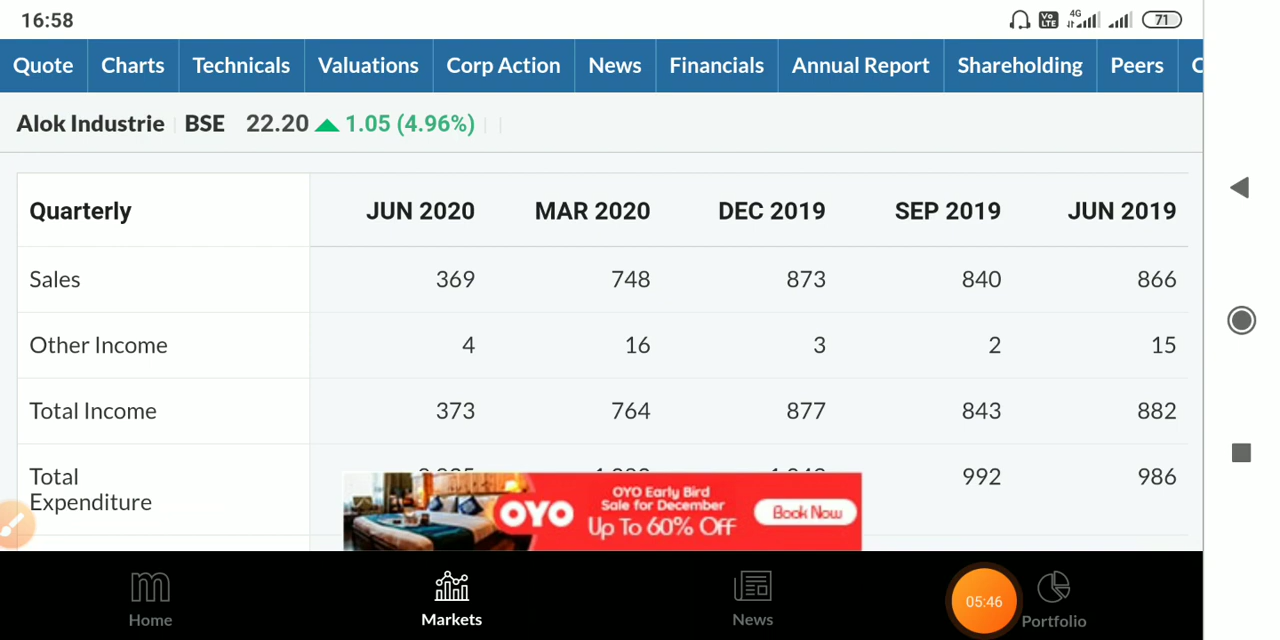 16:58 Vo LTE 4G 71
Quote Charts Technicals Valuations Corp Action News Financials Annual Report Shareholding Peers C
Alok Industrie BSE 22.20 1.05 (4.96%)
Quarterly JUN 2020 MAR 2020 DEC 2019 SEP 2019 JUN 2019
Sales 369 748 873 840 866
Other Income 4 16 3 2 15
Total Income 373 764 877 843 882
Total 992 986
Expenditure
OYO
OYO Early Bird
Sale for December
Up To 60% OFF
Book Now
m
Home Markets News 05:46 Portfolio